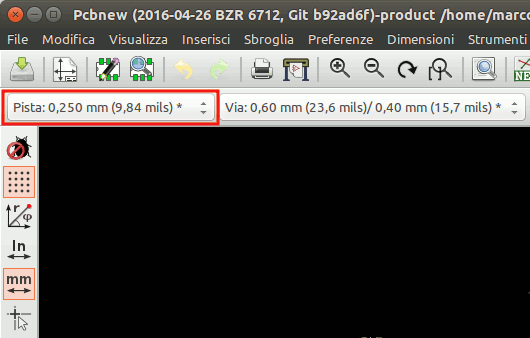 Pcbnew (2016-04-26 BZR 6712, Git b92ad6f)-product /home/marco
File Modifica Visualizza Inserisci Sbroglia Preferenze Dimensioni Strumenti
NE
Pista: 0,250 mm (9,84 mils) * Via: 0,60 mm (23,6 mils)/ 0,40 mm (15,7 mils) *
r φ
In
mm